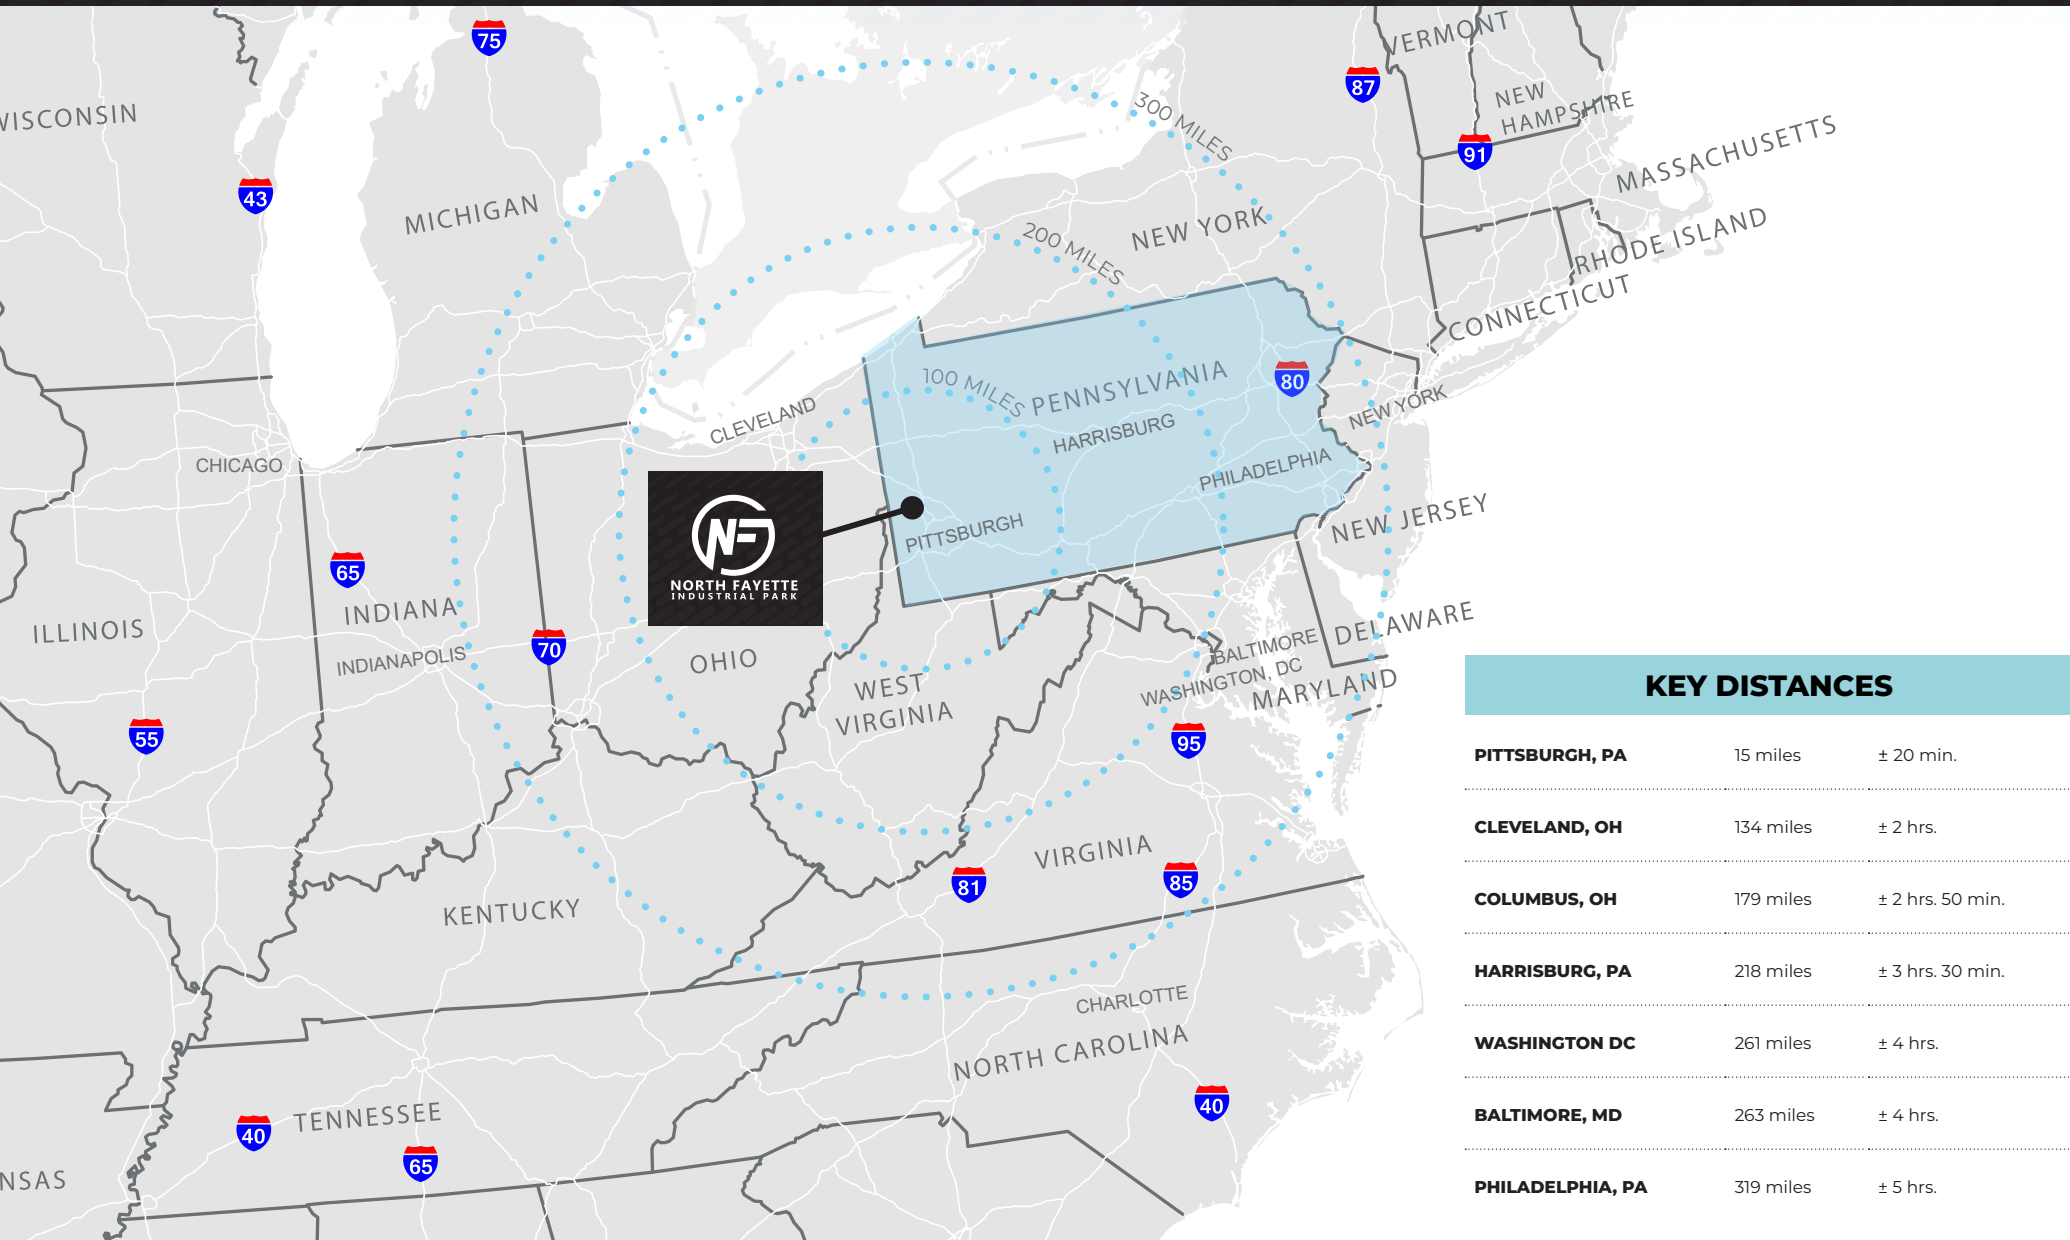 75
VERMONT
87
NEW
HAMPSHIRE
WISCONSIN
300 MILES
91
MASSACHUSETTS
43
MICHIGAN
200 MILES
NEW YORK
RHODE ISLAND
CONNECTICUT
100 MILES
PENNSYLVANIA
80
CLEVELAND
NEW YORK
HARRISBURG
CHICAGO
PHILADELPHIA
NF
NORTH FAYETTE
INDUSTRIAL PARK
PITTSBURGH
NEW JERSEY
65
INDIANA
ILLINOIS
70
INDIANAPOLIS
OHIO
DELAWARE
BALTIMORE
WASHINGTON, DC
MARYLAND
WEST
VIRGINIA
55
95
VIRGINIA
81
85
KENTUCKY
CHARLOTTE
NORTH CAROLINA
40
TENNESSEE
40
65
NSAS
KEY DISTANCES
PITTSBURGH, PA 15 miles ± 20 min.
CLEVELAND, OH 134 miles ± 2 hrs.
COLUMBUS, OH 179 miles ± 2 hrs. 50 min.
HARRISBURG, PA 218 miles ± 3 hrs. 30 min.
WASHINGTON DC 261 miles ± 4 hrs.
BALTIMORE, MD 263 miles ± 4 hrs.
PHILADELPHIA, PA 319 miles ± 5 hrs.